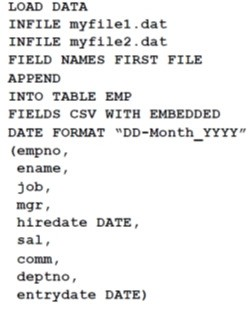 LOAD DATA
INFILE myfile1.dat
INFILE myfile2.dat
FIELD NAMES FIRST FILE
APPEND
INTO TABLE EMP
FIELDS CSV WITH EMBEDDED
DATE FORMAT “DD-Month_YYYY”
(empno,
ename,
job,
mgr,
hiredate DATE,
sal,
comm,
deptno,
entrydate DATE)